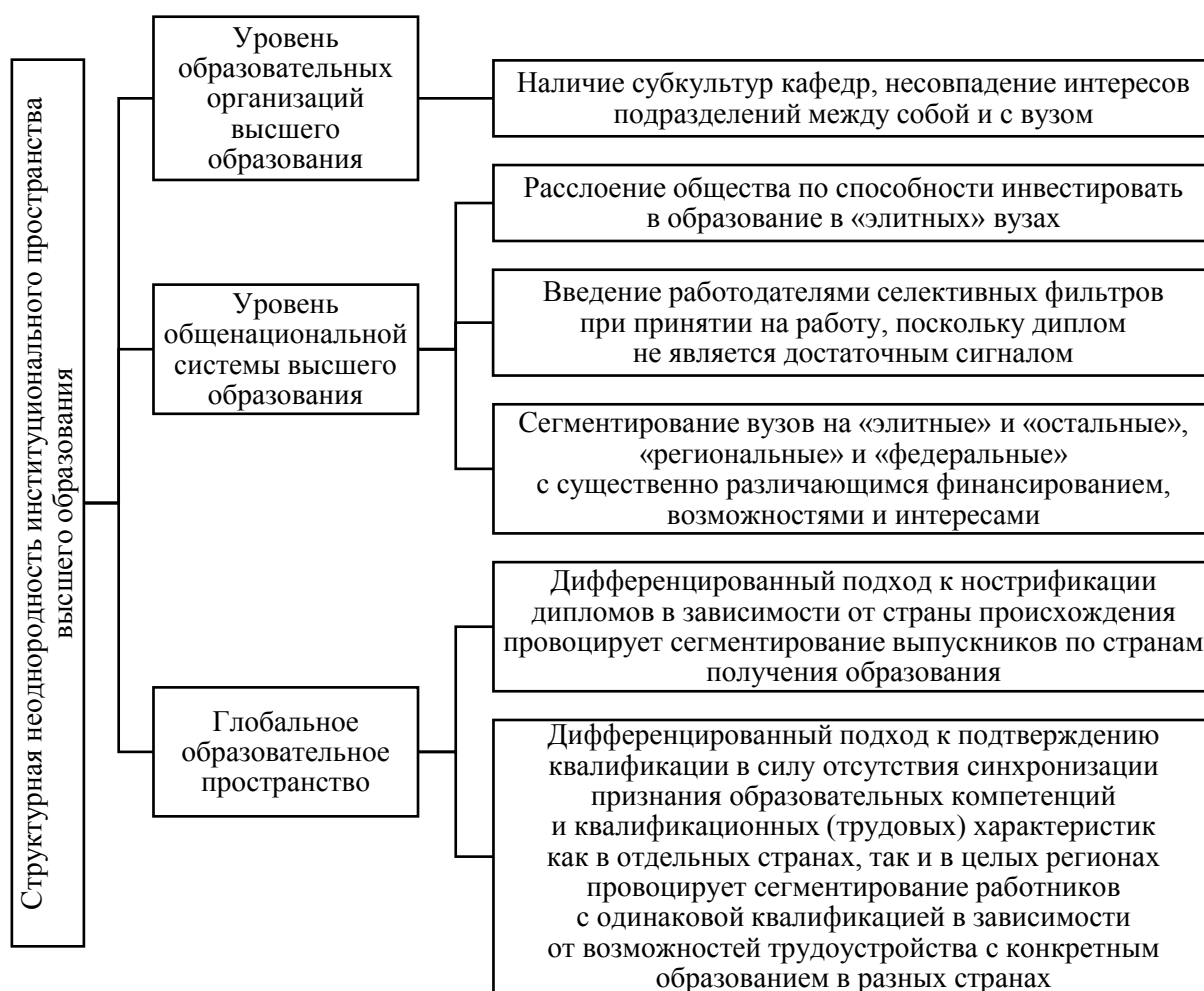 Структурная неоднородность институционального пространства
высшего образования
Уровень
образовательных
организаций
высшего
образования
Наличие субкультур кафедр, несовпадение интересов
подразделений между собой и с вузом
Уровень
общенациональной
системы высшего
образования
Расслоение общества по способности инвестировать
в образование в «элитных» вузах
Введение работодателями селективных фильтров
при принятии на работу, поскольку диплом
не является достаточным сигналом
Сегментирование вузов на «элитные» и «остальные»,
«региональные» и «федеральные»
с существенно различающимся финансированием,
возможностями и интересами
Глобальное
образовательное
пространство
Дифференцированный подход к нострификации
дипломов в зависимости от страны происхождения
провоцирует сегментирование выпускников по странам
получения образования
Дифференцированный подход к подтверждению
квалификации в силу отсутствия синхронизации
признания образовательных компетенций
и квалификационных (трудовых) характеристик
как в отдельных странах, так и в целых регионах
провоцирует сегментирование работников
с одинаковой квалификацией в зависимости
от возможностей трудоустройства с конкретным
образованием в разных странах